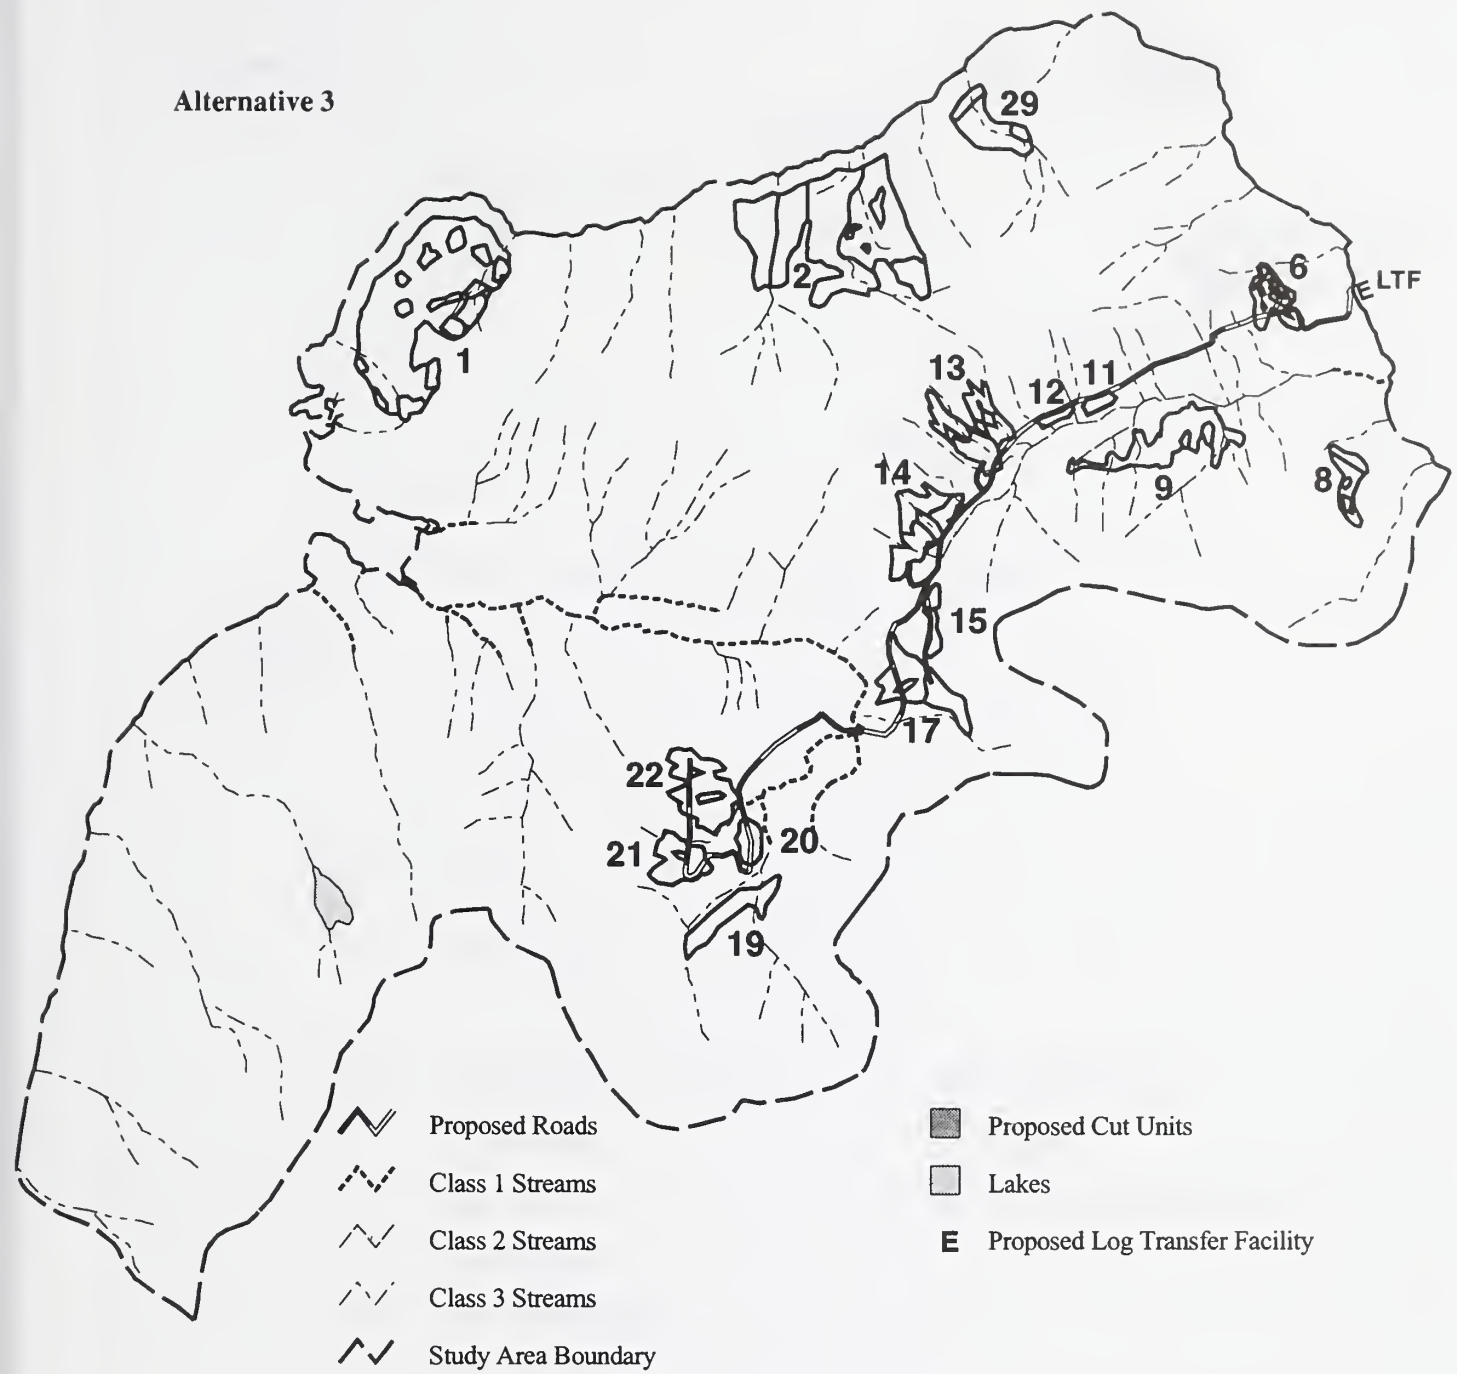 Alternative 3
29
2
6
E LTF
1
13
12
11
14
9
8
15
17
22
21
20
19
Proposed Roads
Class 1 Streams
Class 2 Streams
Class 3 Streams
Study Area Boundary
Proposed Cut Units
Lakes
E Proposed Log Transfer Facility